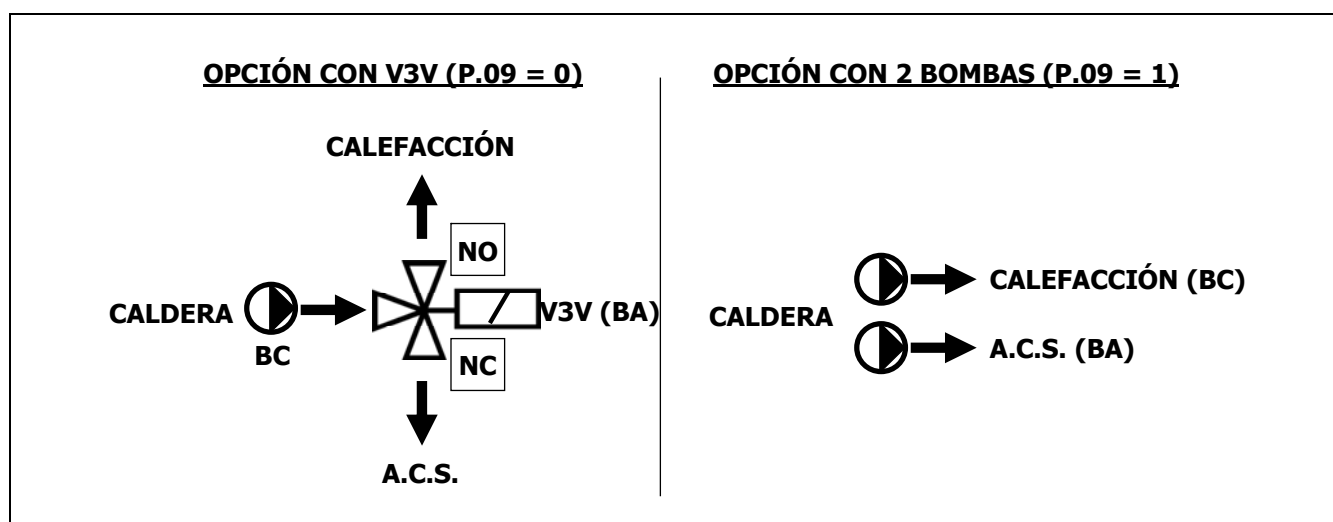 OPCIÓN CON V3V (P.09 = 0)
CALEFACCIÓN
NO
CALDERA
V3V (BA)
BC
NC
A.C.S.
OPCIÓN CON 2 BOMBAS (P.09 = 1)
CALEFACCIÓN (BC)
CALDERA
A.C.S. (BA)